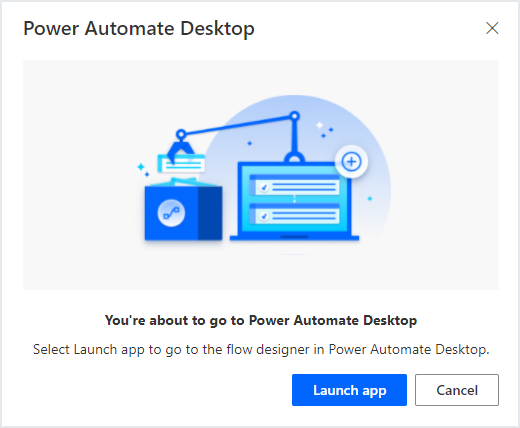 Power Automate Desktop
You're about to go to Power Automate Desktop
Select Launch app to go to the flow designer in Power Automate Desktop.
Launch app
Cancel